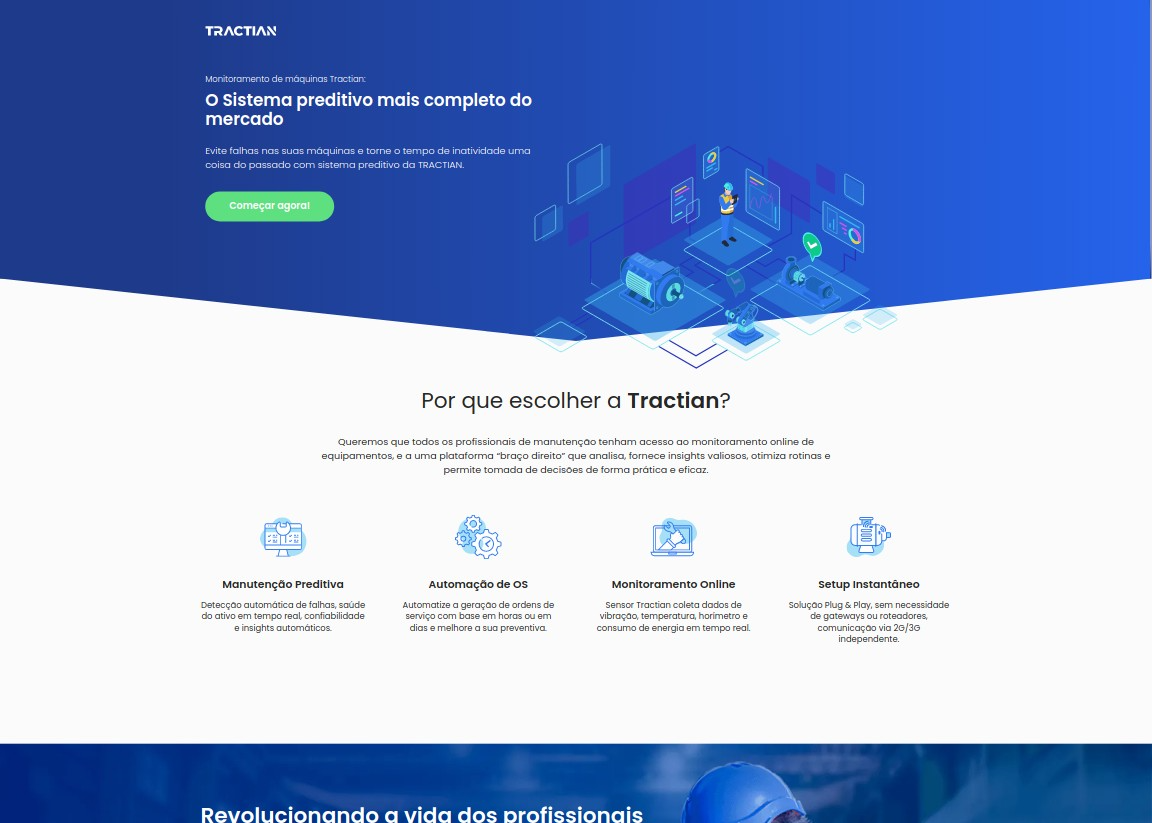 TRACTIAN
Monitoramento de máquinas Tractian:
O Sistema preditivo mais completo do
mercado
Evite falhas nas suas máquinas e torne o tempo de inatividade uma
coisa do passado com sistema preditivo da TRACTIAN.
Começar agora!
Por que escolher a Tractian?
Queremos que todos os profissionais de manutenção tenham acesso ao monitoramento online de
equipamentos, e a uma plataforma “braço direito” que analisa, fornece insights valiosos, otimiza rotinas e
permite tomada de decisões de forma prática e eficaz.
Manutenção Preditiva
Detecção automática de falhas, saúde
do ativo em tempo real, confiabilidade
e insights automáticos.
Automação de OS
Automatize a geração de ordens de
serviço com base em horas ou em
dias e melhore a sua preventiva.
Monitoramento Online
Sensor Tractian coleta dados de
vibração, temperatura, horímetro e
consumo de energia em tempo real.
Setup Instantâneo
Solução Plug & Play, sem necessidade
de gateways ou roteadores,
comunicação via 2G/3G
independente.
Revolucionando a vida dos profissionais